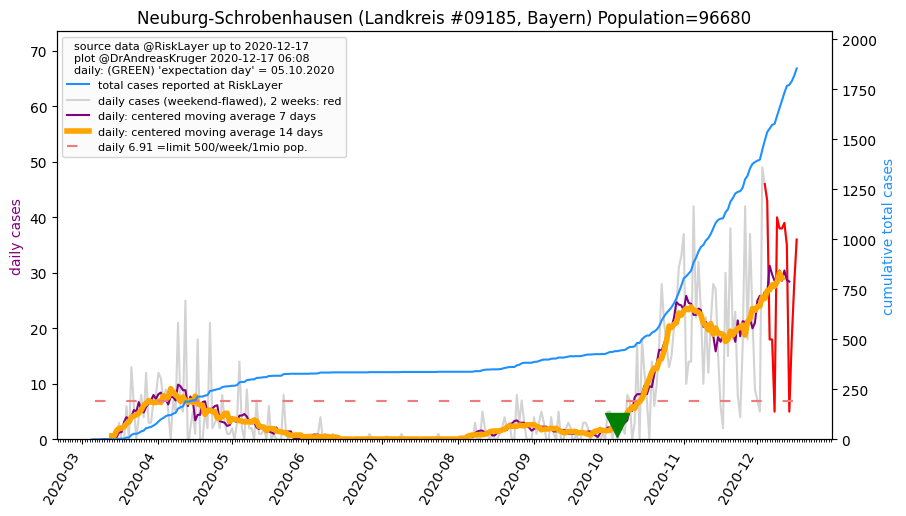 Neuburg-Schrobenhausen (Landkreis #09185, Bayern) Population=96680
source data @RiskLayer up to 2020-12-17
plot @DrAndreasKruger 2020-12-17 06:08
daily: (GREEN) 'expectation day' = 05.10.2020
total cases reported at RiskLayer
daily cases (weekend-flawed), 2 weeks: red
daily: centered moving average 7 days
daily: centered moving average 14 days
daily 6.91 =limit 500/week/1mio pop.
daily cases
70
60
50
40
30
20
10
0
cumulative total cases
2000
1750
1500
1250
1000
750
500
250
0
2020-03
2020-04
2020-05
2020-06
2020-07
2020-08
2020-09
2020-10
2020-11
2020-12